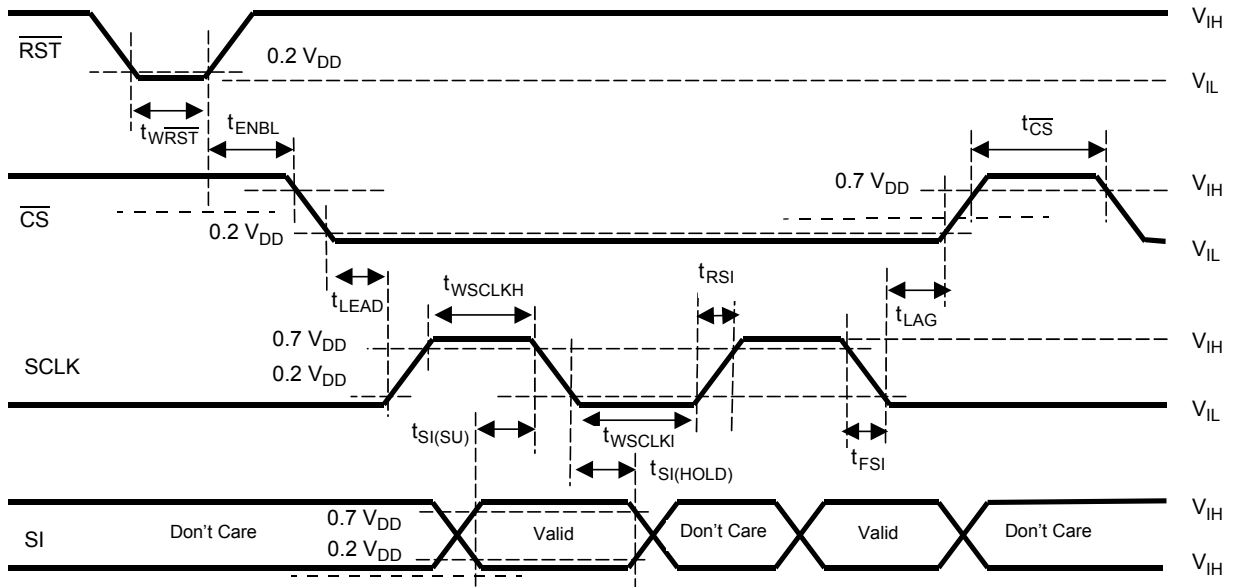 V_IH
RST
0.2 V_DD
V_IL
t_WRST
t_ENBL
t_CS
0.7 V_DD
V_IH
CS
0.2 V_DD
V_IL
t_LEAD
t_WSCLKH
t_RSI
t_LAG
0.7 V_DD
V_IH
SCLK
0.2 V_DD
V_IL
t_SI(SU)
t_WSCLKl
t_FSI
t_SI(HOLD)
V_IH
0.7 V_DD
SI
Don't Care
Valid
Don't Care
Valid
Don't Care
0.2 V_DD
V_IH